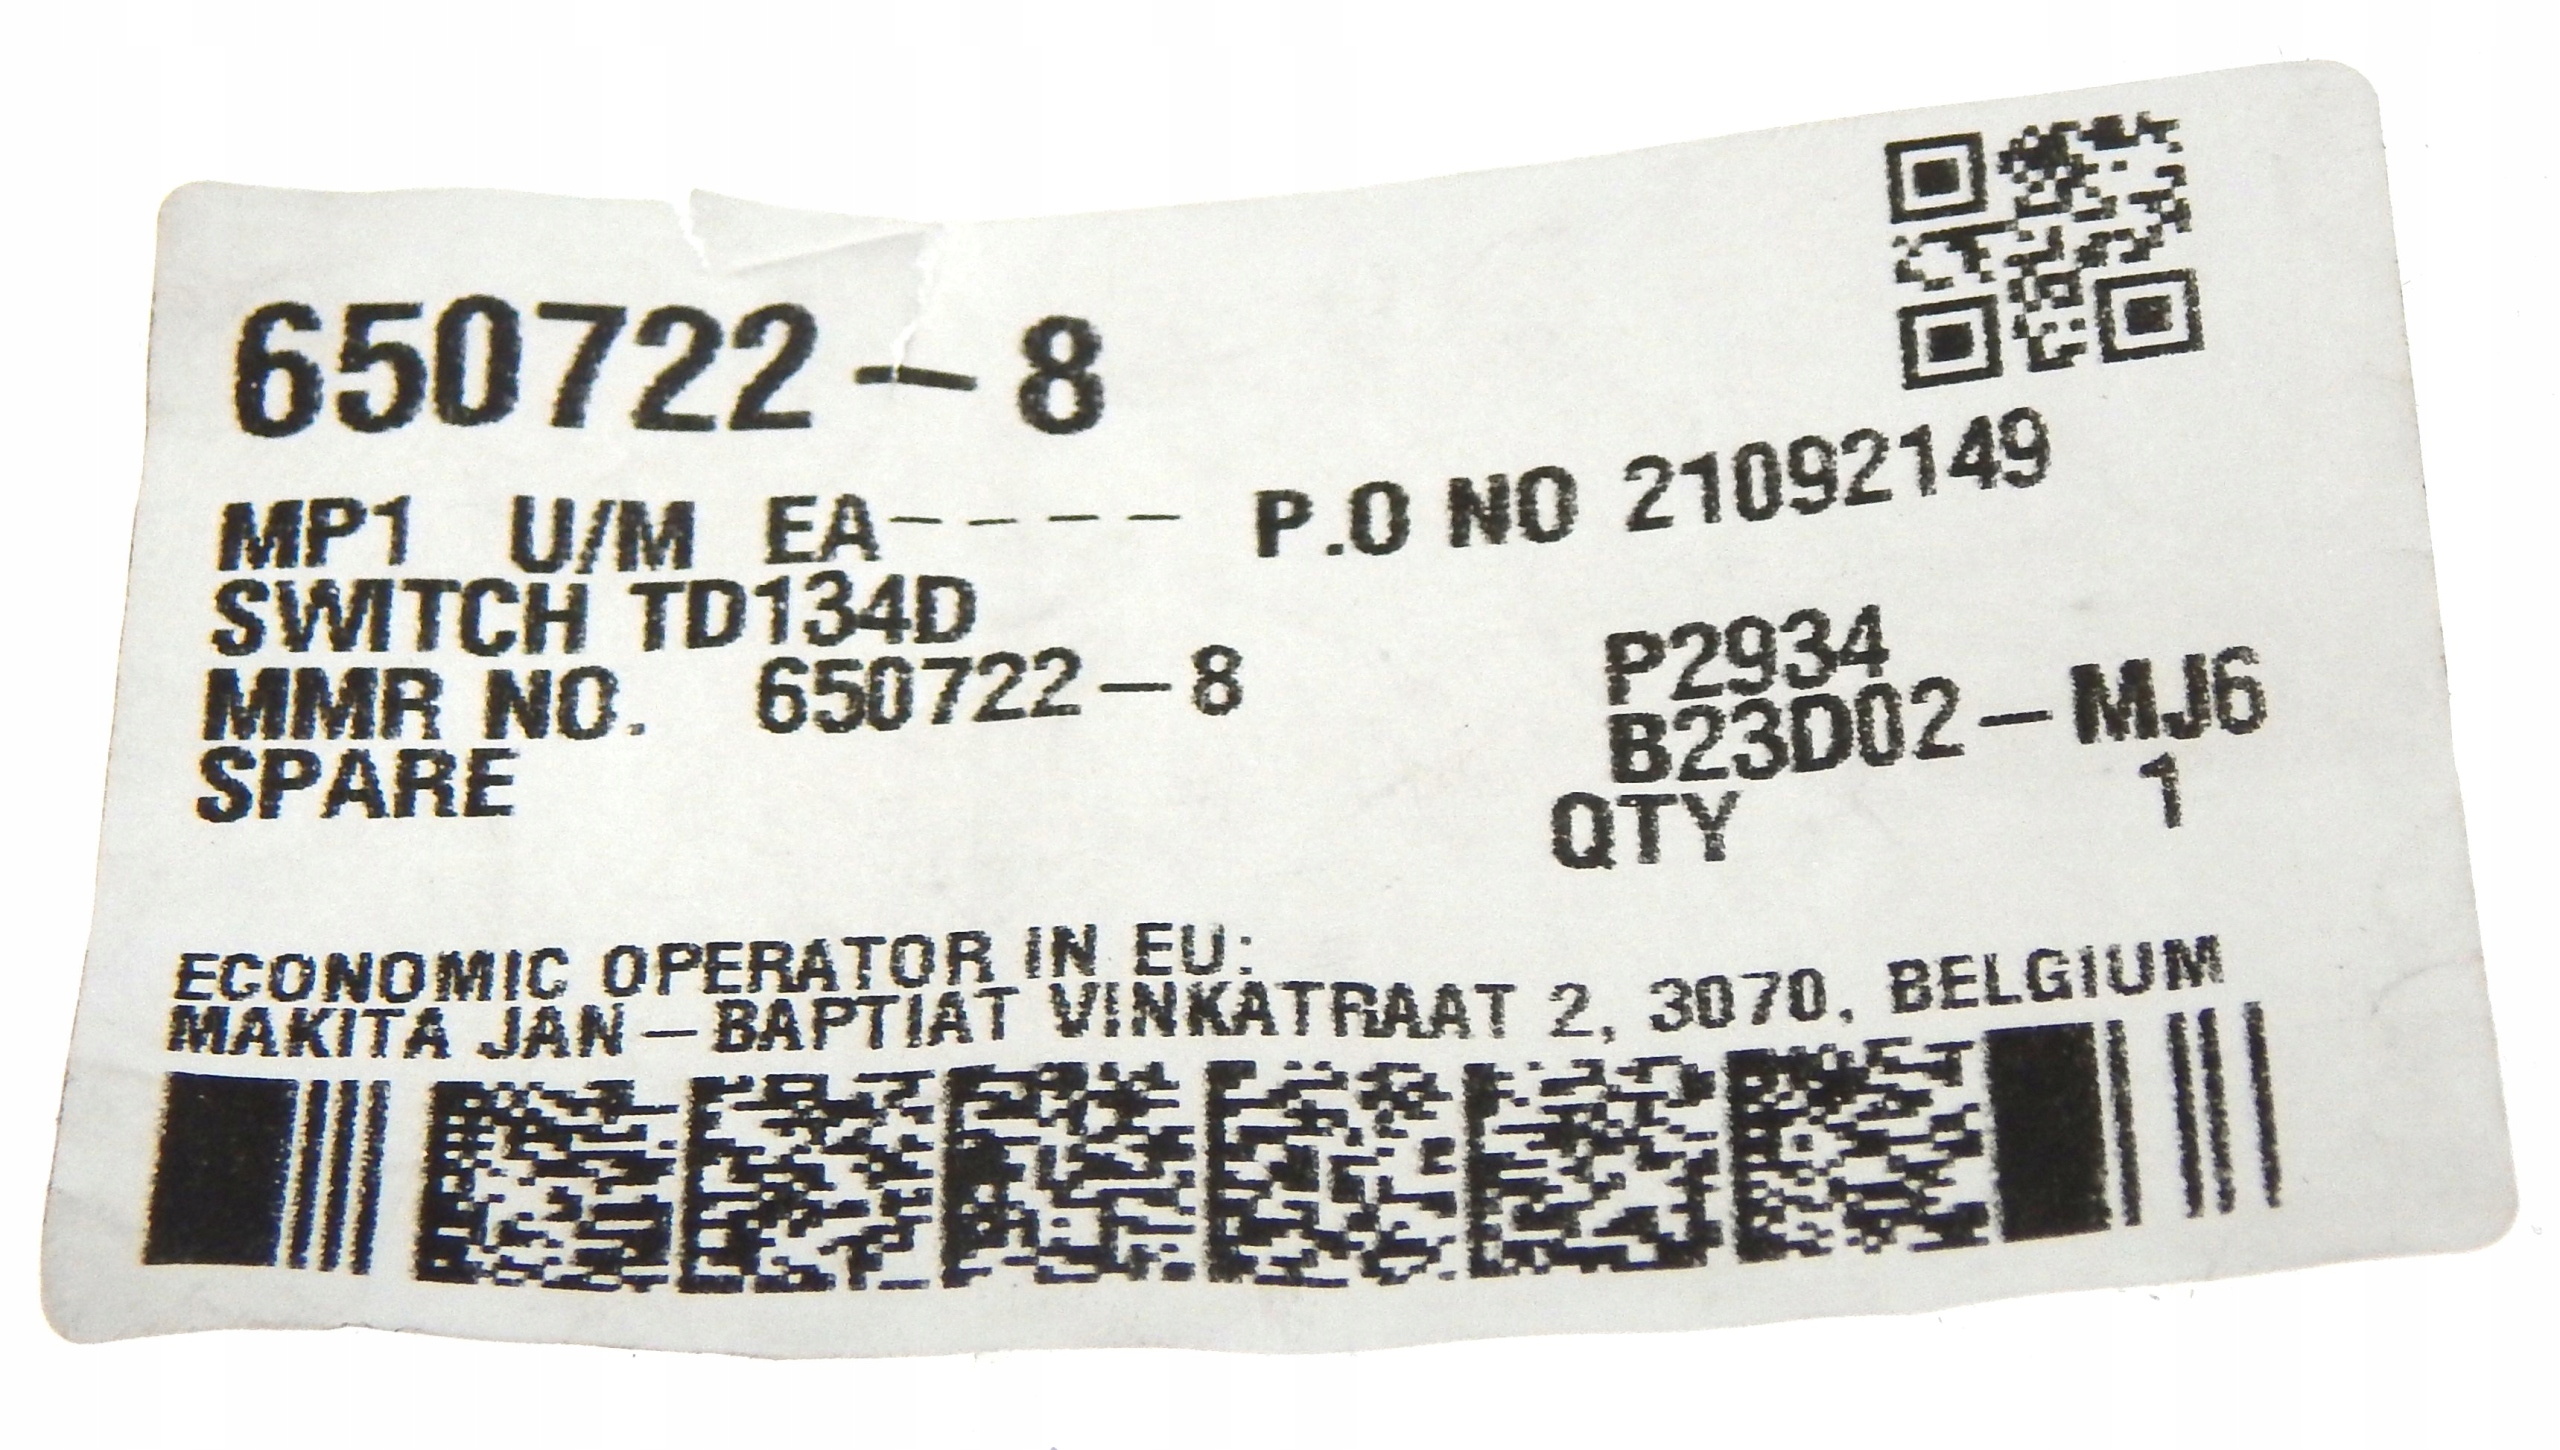 650722-8
MP1 U/M EA---- P.O NO 21092149
SWITCH TD134D
MMR NO. 650722-8
SPARE
P2934
B23D02-MJ6
QTY 1
ECONOMIC OPERATOR IN EU:
MAKITA JAN-BAPTIAT VINKATRAAT 2, 3070, BELGIUM